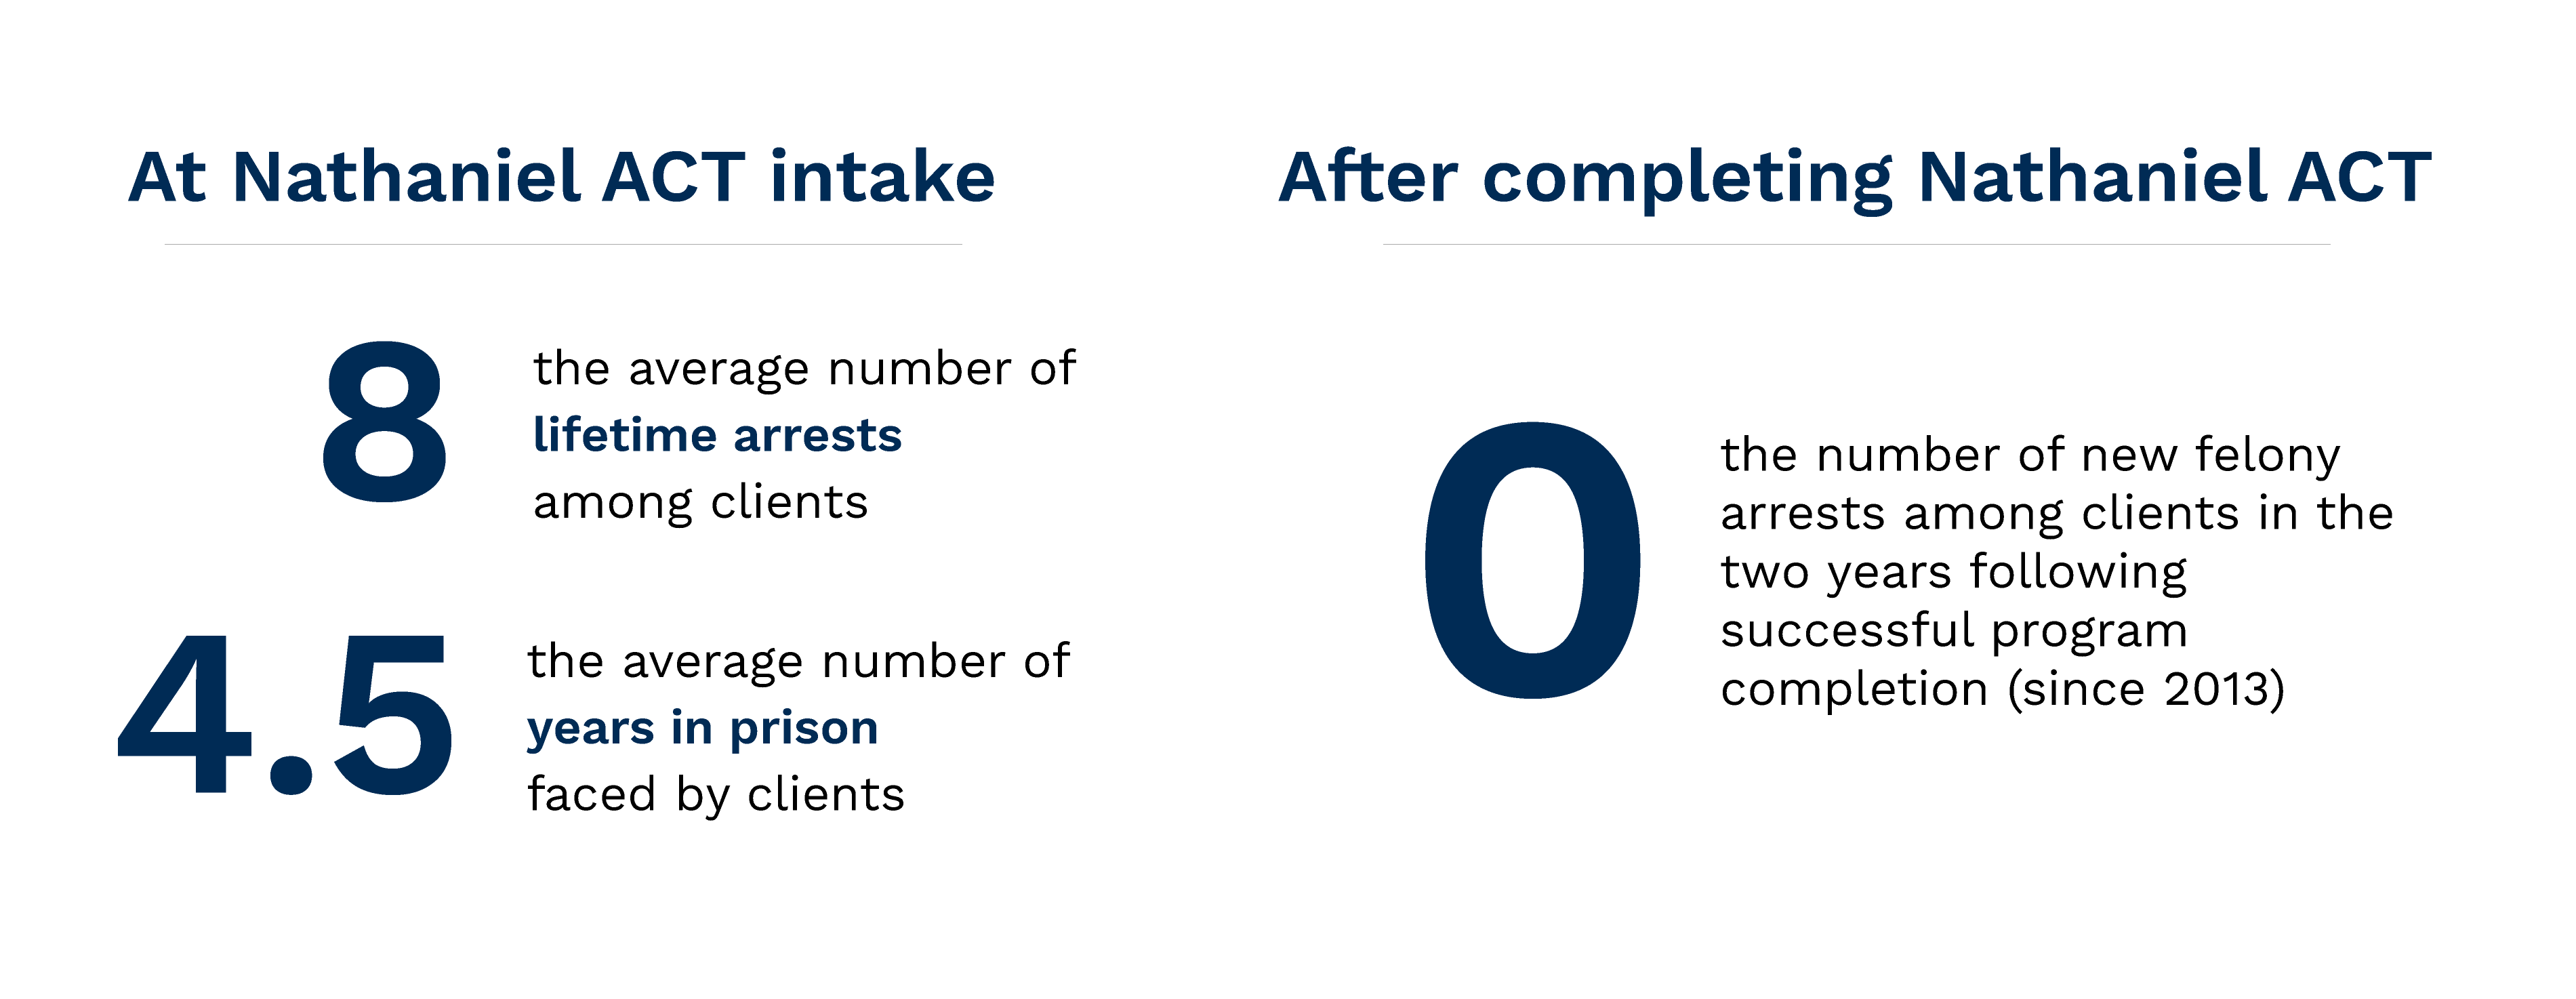 At Nathaniel ACT intake
8
the average number of
lifetime arrests
among clients
4.5
the average number of
years in prison
faced by clients
After completing Nathaniel ACT
0
the number of new felony
arrests among clients in the
two years following
successful program
completion (since 2013)